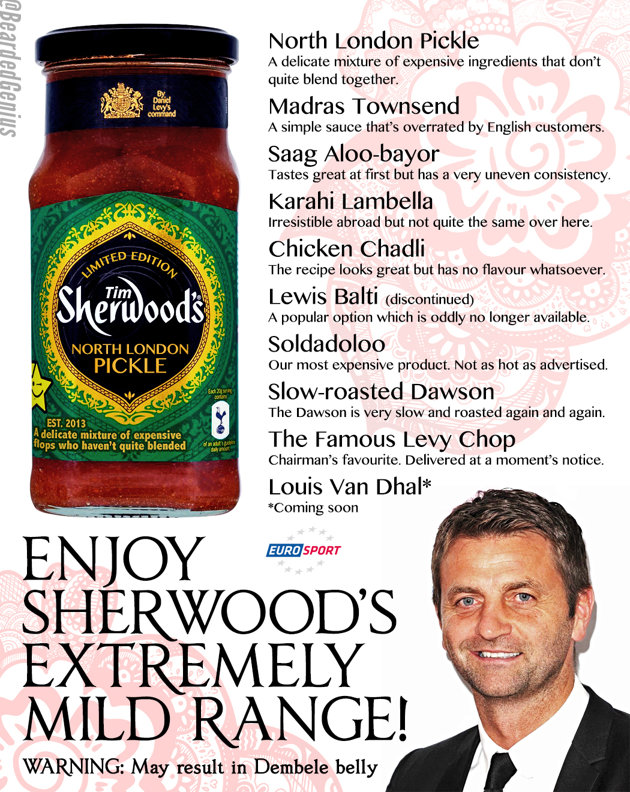 @BeardedGenius
By
Daniel
Levy's
command
LIMITED EDITION
Tim
Sherwood's
NORTH LONDON
PICKLE
EST. 2013
A delicate mixture of expensive
flops who haven't quite blended
North London Pickle
A delicate mixture of expensive ingredients that don't
quite blend together.
Madras Townsend
A simple sauce that's overrated by English customers.
Saag Aloo-bayor
Tastes great at first but has a very uneven consistency.
Karahi Lambella
Irresistible abroad but not quite the same over here.
Chicken Chadli
The recipe looks great but has no flavour whatsoever.
Lewis Balti (discontinued)
A popular option which is oddly no longer available.
Soldadoloo
Our most expensive product. Not as hot as advertised.
Slow-roasted Dawson
The Dawson is very slow and roasted again and again.
The Famous Levy Chop
Chairman's favourite. Delivered at a moment's notice.
Louis Van Dhal*
*Coming soon
EUROSPORT
ENJOY
SHERWOOD'S
EXTREMELY
MILD RANGE!
WARNING: May result in Dembele belly